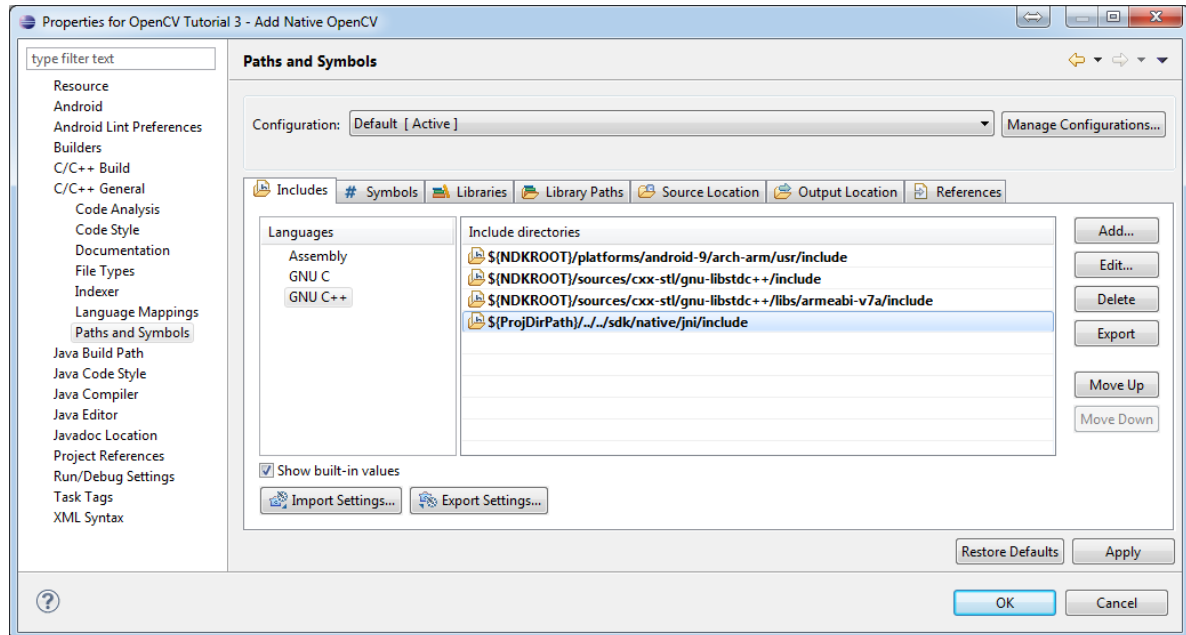 Properties for OpenCV Tutorial 3 - Add Native OpenCV
type filter text
Resource
Android
Android Lint Preferences
Builders
C/C++ Build
C/C++ General
Code Analysis
Code Style
Documentation
File Types
Indexer
Language Mappings
Paths and Symbols
Java Build Path
Java Code Style
Java Compiler
Java Editor
Javadoc Location
Project References
Run/Debug Settings
Task Tags
XML Syntax
Paths and Symbols
Configuration: Default [ Active ] Manage Configurations...
Includes # Symbols Libraries Library Paths Source Location Output Location References
Languages
Assembly
GNU C
GNU C++
Include directories
${NDKROOT}/platforms/android-9/arch-arm/usr/include
${NDKROOT}/sources/cxx-stl/gnu-libstdc++/include
${NDKROOT}/sources/cxx-stl/gnu-libstdc++/libs/armeabi-v7a/include
${ProjDirPath}/../../sdk/native/jni/include
Add...
Edit...
Delete
Export
Move Up
Move Down
Show built-in values
Import Settings... Export Settings...
Restore Defaults Apply
? OK Cancel